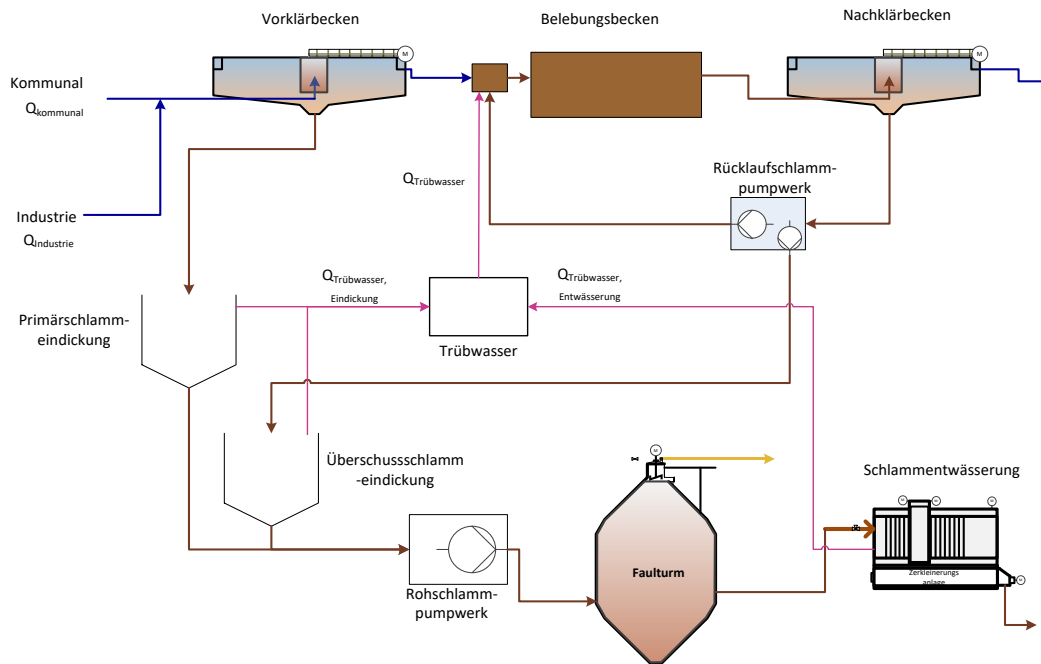 Vorklärbecken
Belebungsbecken
Nachklärbecken
M
M
Kommunal
Qkommunal
Rücklaufschlamm-
pumpwerk
QTrübwasser
Industrie
QIndustrie
QTrübwasser,
Eindickung
QTrübwasser,
Entwässerung
Primärschlamm-
eindickung
Trübwasser
Überschussschlamm
-eindickung
M
Schlammentwässerung
M
M
M
Faulturm
Zerkleinerungs
anlage
M
Rohschlamm-
pumpwerk